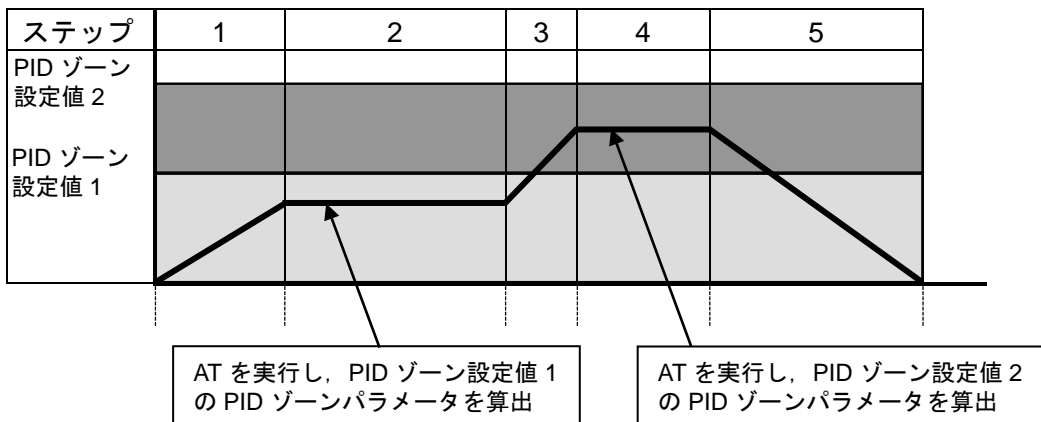 ステップ 1 2 3 4 5
PID ゾーン
設定値 2
PID ゾーン
設定値 1
AT を実行し，PID ゾーン設定値 1
の PID ゾーンパラメータを算出
AT を実行し，PID ゾーン設定値 2
の PID ゾーンパラメータを算出